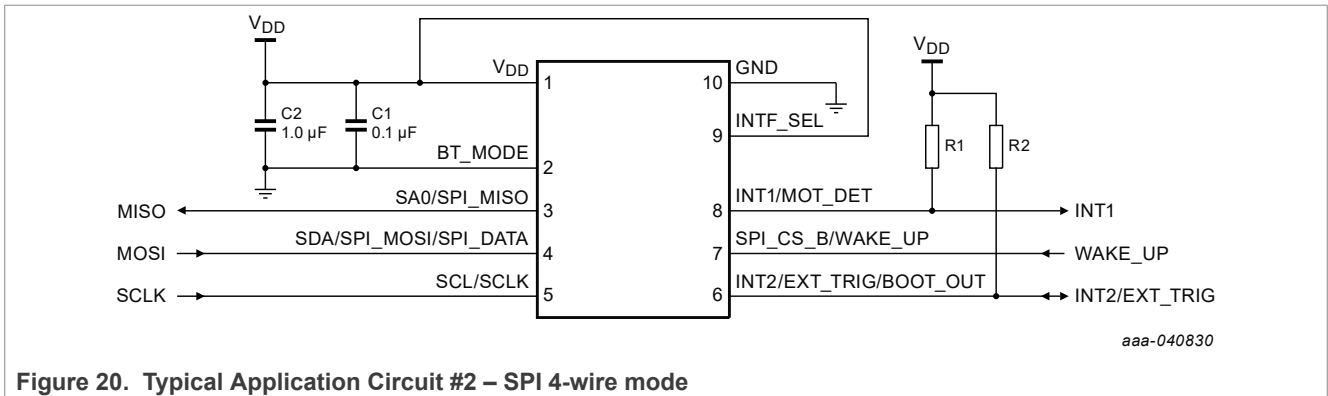 VDD
VDD
C2
1.0 µF
C1
0.1 µF
VDD
1
BT_MODE
2
MISO
SA0/SPI_MISO
3
MOSI
SDA/SPI_MOSI/SPI_DATA
4
SCLK
SCL/SCLK
5
10
GND
9
INTF_SEL
R1
R2
8
INT1/MOT_DET
INT1
7
SPI_CS_B/WAKE_UP
WAKE_UP
6
INT2/EXT_TRIG/BOOT_OUT
INT2/EXT_TRIG
aaa-040830
Figure 20. Typical Application Circuit #2 – SPI 4-wire mode